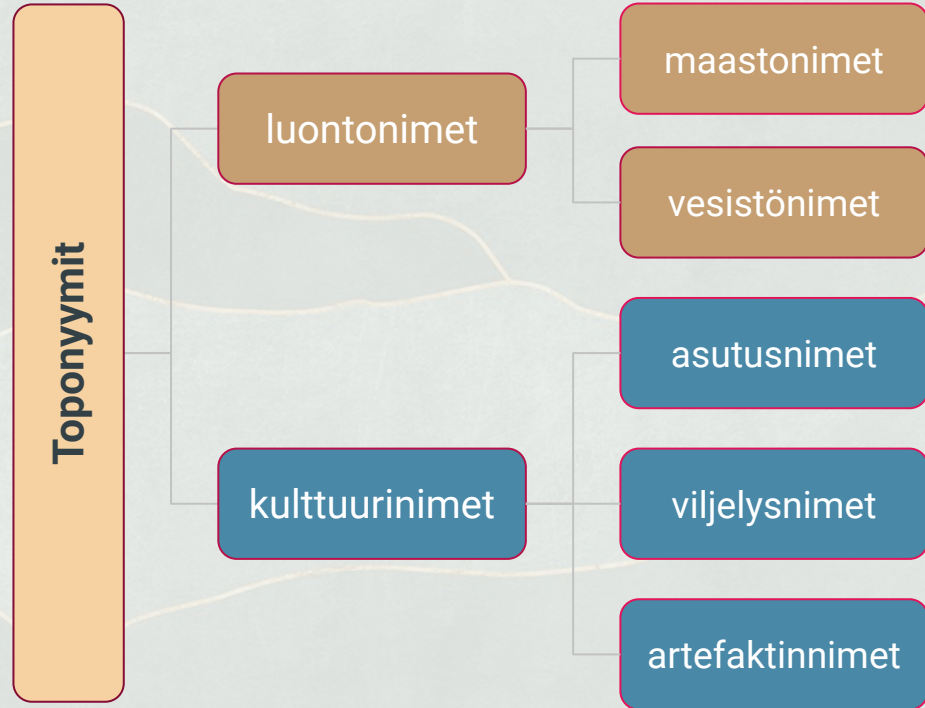 Toponyymit
luontonimet
maastonimet
vesistönimet
kulttuurinimet
asutusnimet
viljelysnimet
artefaktinnimet